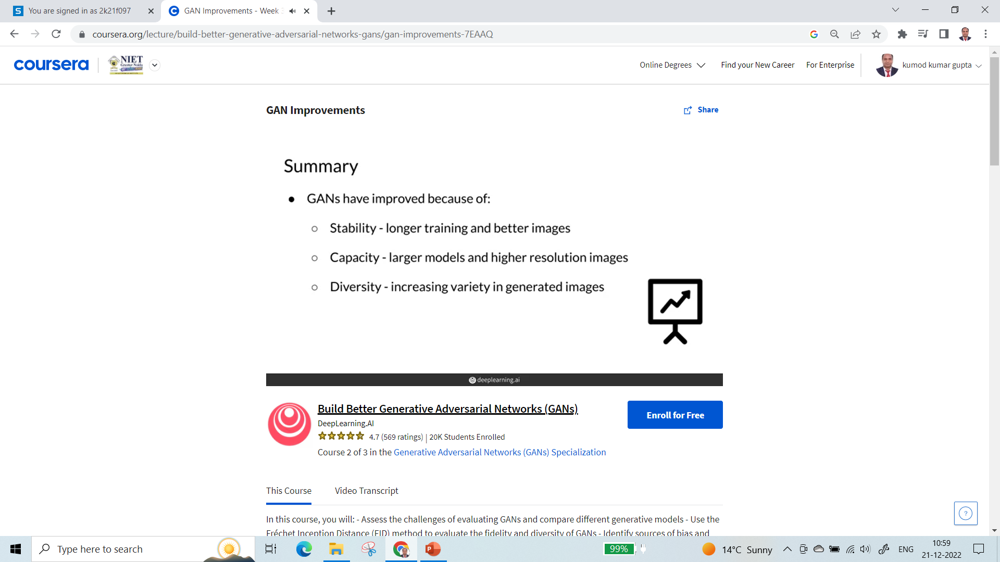 You are signed in as 2k21f097
GAN Improvements - Week
coursera.org/lecture/build-better-generative-adversarial-networks-gans/gan-improvements-7EAAQ
coursera
NIET
Greater Noida
Online Degrees
Find your New Career
For Enterprise
kumod kumar gupta
GAN Improvements
Share
Summary
● GANs have improved because of:
○ Stability - longer training and better images
○ Capacity - larger models and higher resolution images
○ Diversity - increasing variety in generated images
deeplearning.ai
Build Better Generative Adversarial Networks (GANs)
DeepLearning.AI
4.7 (569 ratings) | 20K Students Enrolled
Course 2 of 3 in the Generative Adversarial Networks (GANs) Specialization
Enroll for Free
This Course
Video Transcript
In this course, you will: - Assess the challenges of evaluating GANs and compare different generative models - Use the
Fréchet Inception Distance (FID) method to evaluate the fidelity and diversity of GANs - Identify sources of bias and
Type here to search
99%
14°C Sunny
ENG
10:59
21-12-2022